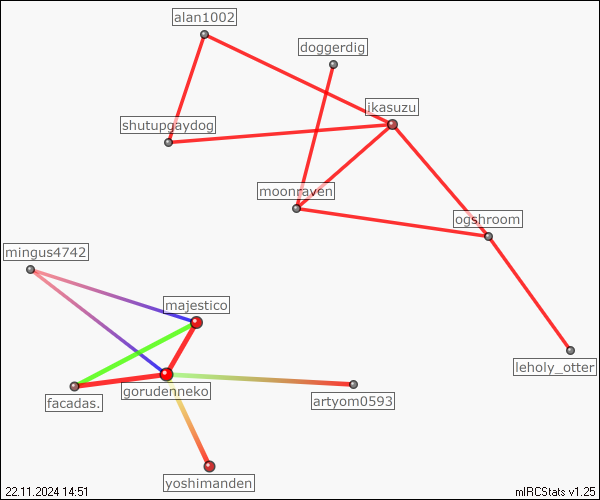 alan1002
doggerdig
ikasuzu
shutupgaydog
moonraven
ogshroom
mingus4742
majestico
leholy_otter
gorudenneko
artyom0593
facadas.
yoshimanden
22.11.2024 14:51
mIRCStats v1.25